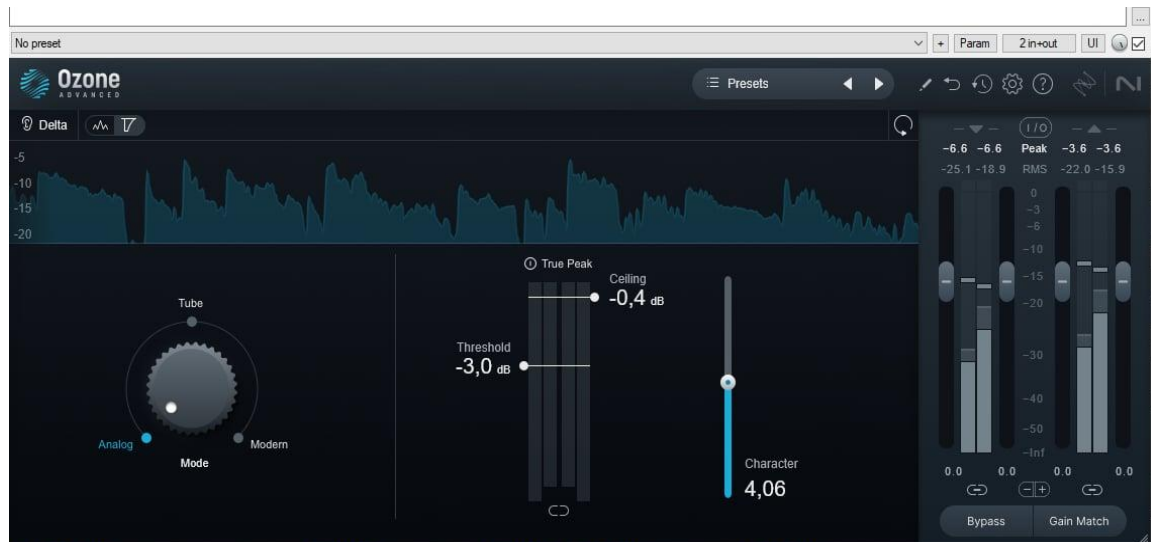 ...
No preset
+ Param 2 in+out UI
Ozone
ADVANCED
Presets
Delta
I/O
-6.6 -6.6 Peak -3.6 -3.6
-25.1 -18.9 RMS -22.0 -15.9
-5
-10
-15
-20
0
-3
-6
-10
-15
-20
-30
-40
-50
-Inf
True Peak
Ceiling
-0,4 dB
Threshold
-3,0 dB
Tube
Analog
Modern
Mode
Character
4,06
0.0 0.0 0.0 0.0
Bypass Gain Match